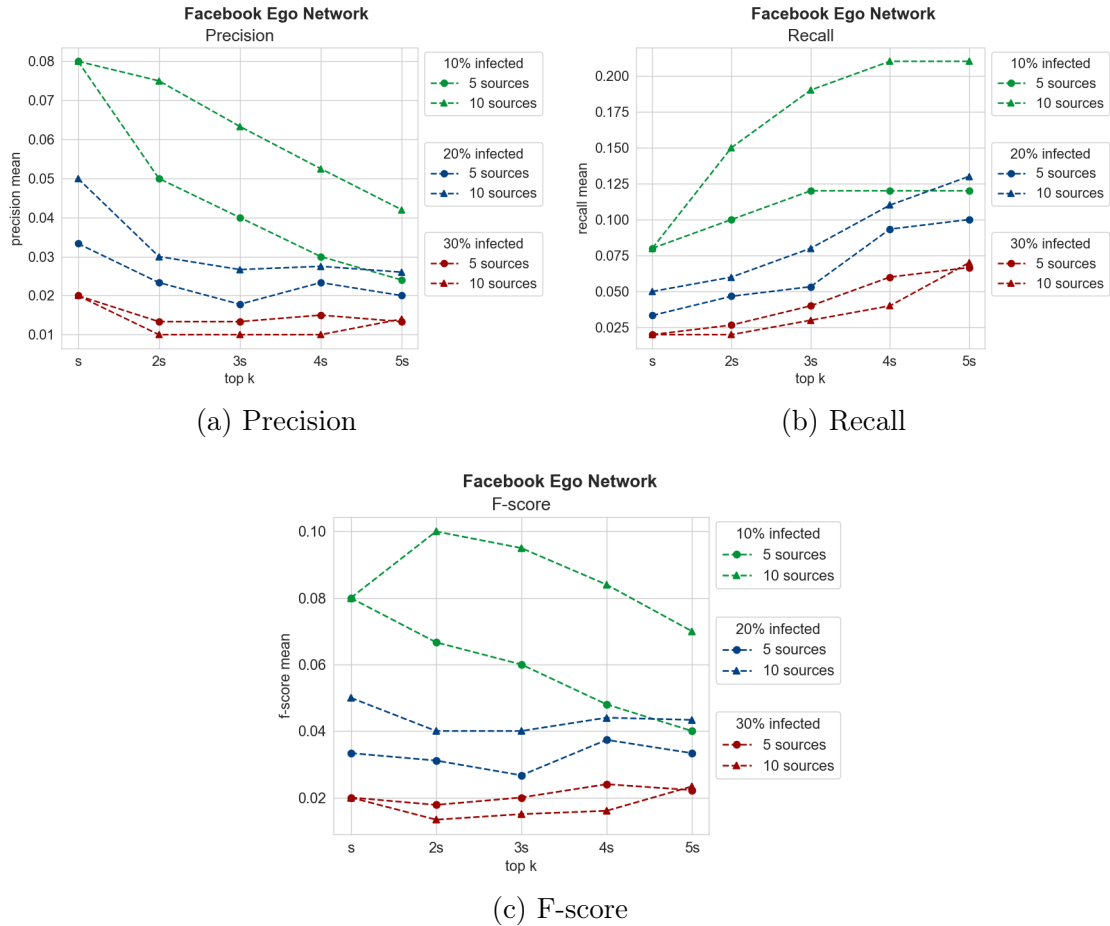 Facebook Ego Network
Precision
0.08
0.07
0.06
0.05
0.04
0.03
0.02
0.01
precision mean
s 2s 3s 4s 5s
top k
10% infected
5 sources
10 sources
20% infected
5 sources
10 sources
30% infected
5 sources
10 sources
(a) Precision
Facebook Ego Network
Recall
0.200
0.175
0.150
0.125
0.100
0.075
0.050
0.025
recall mean
s 2s 3s 4s 5s
top k
10% infected
5 sources
10 sources
20% infected
5 sources
10 sources
30% infected
5 sources
10 sources
(b) Recall
Facebook Ego Network
F-score
0.10
0.08
0.06
0.04
0.02
f-score mean
s 2s 3s 4s 5s
top k
10% infected
5 sources
10 sources
20% infected
5 sources
10 sources
30% infected
5 sources
10 sources
(c) F-score